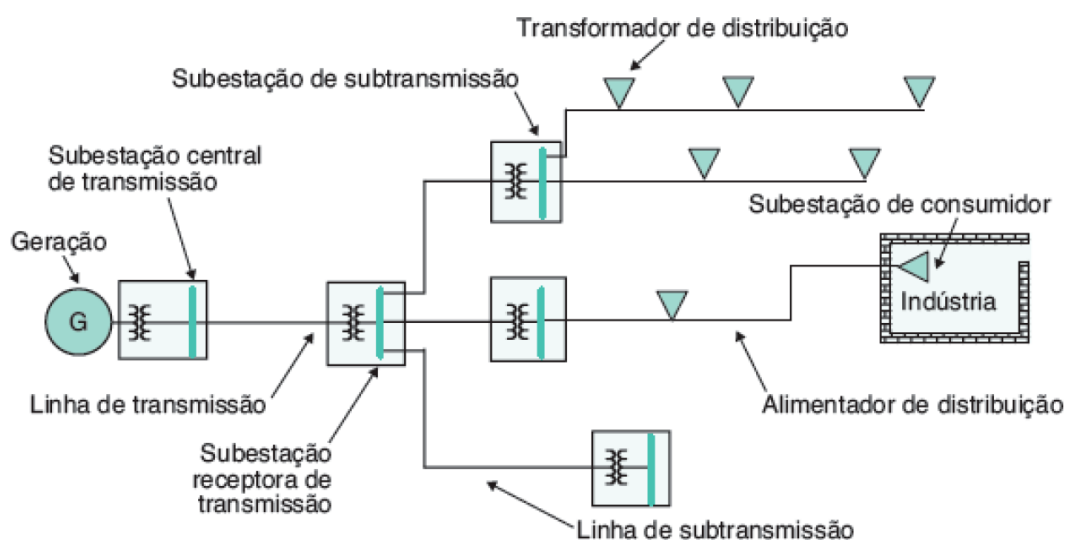 Transformador de distribuição
Subestação de subtransmissão
Subestação central
de transmissão
Subestação de consumidor
Geração
G
Indústria
Linha de transmissão
Alimentador de distribuição
Subestação
receptora de
transmissão
Linha de subtransmissão